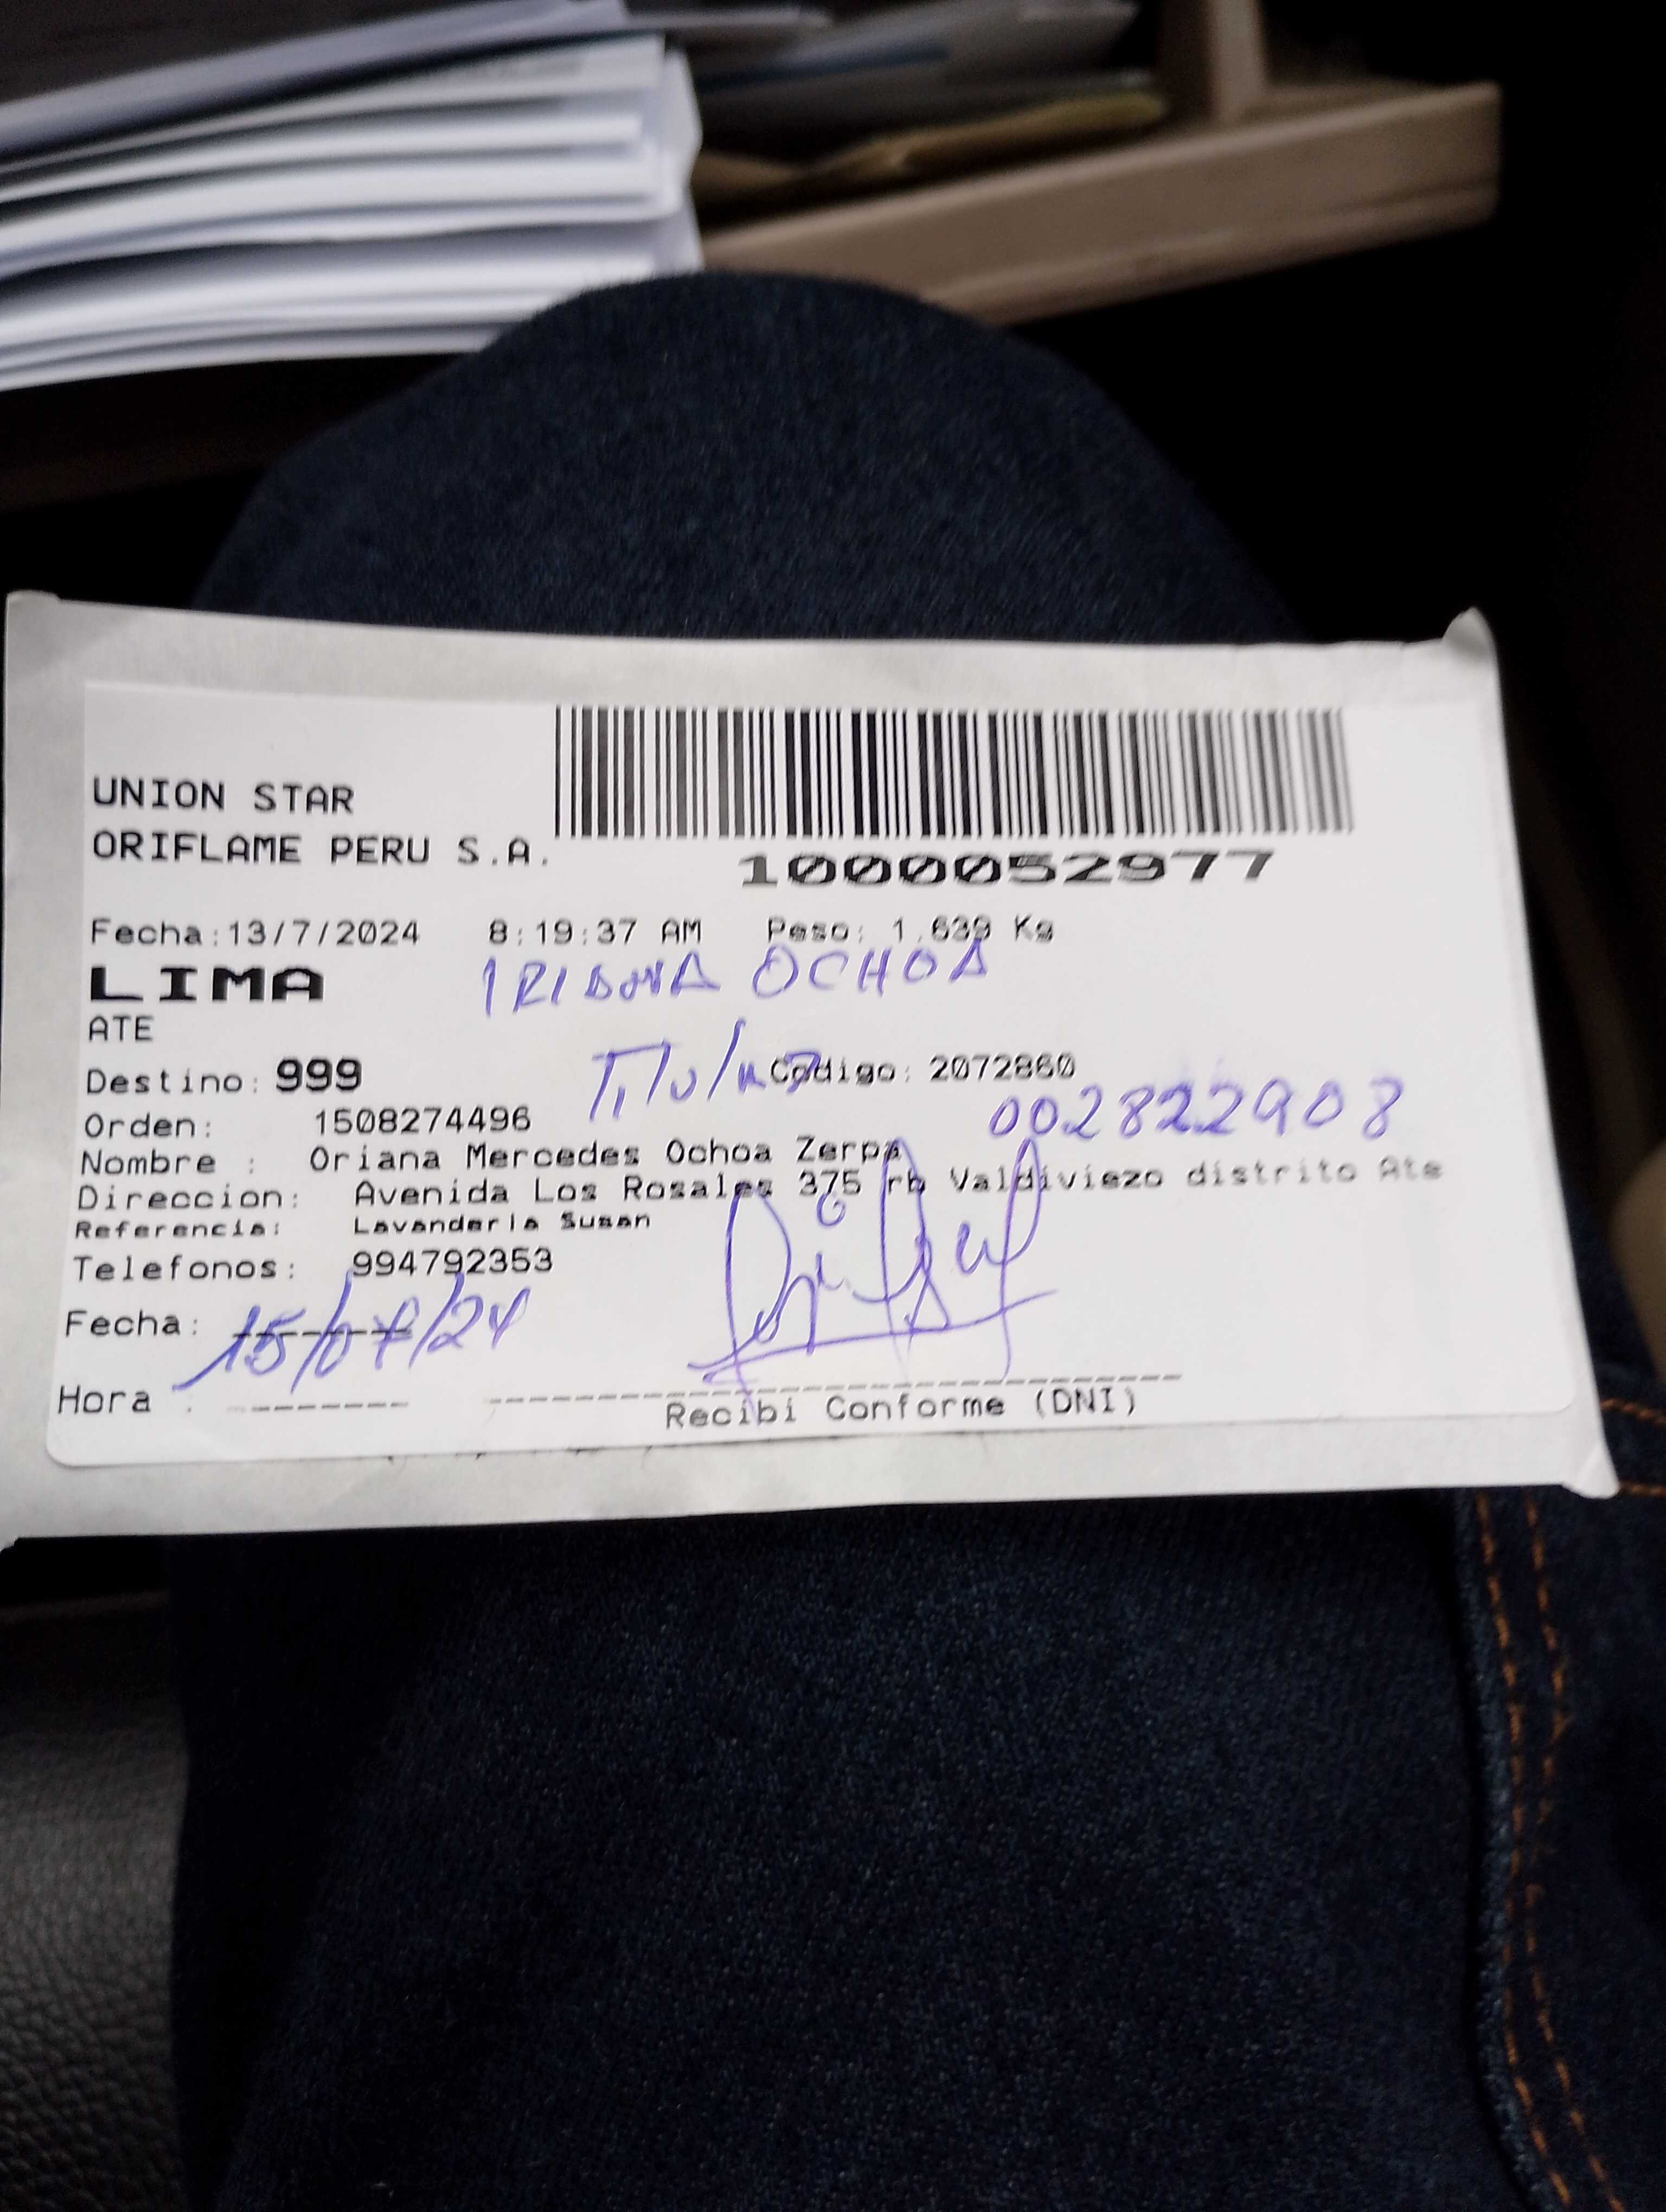 UNION STAR
ORIFLAME PERU S.A.
1000052977
Fecha:13/7/2024 8:19:37 AM Peso: 1.639 Kg
LIMA
OCHOA
ATE
Destino: 999
Titular Codigo: 2072860
002822908
Orden: 1508274496
Nombre : Oriana Mercedes Ochoa Zerpa
Direccion: Avenida Los Rosales 375 rb Valdiviezo distrito Ate
Referencia: Lavanderia Susan
Telefonos: 994792353
Fecha: 15/07/24
Hora :
Recibi Conforme (DNI)